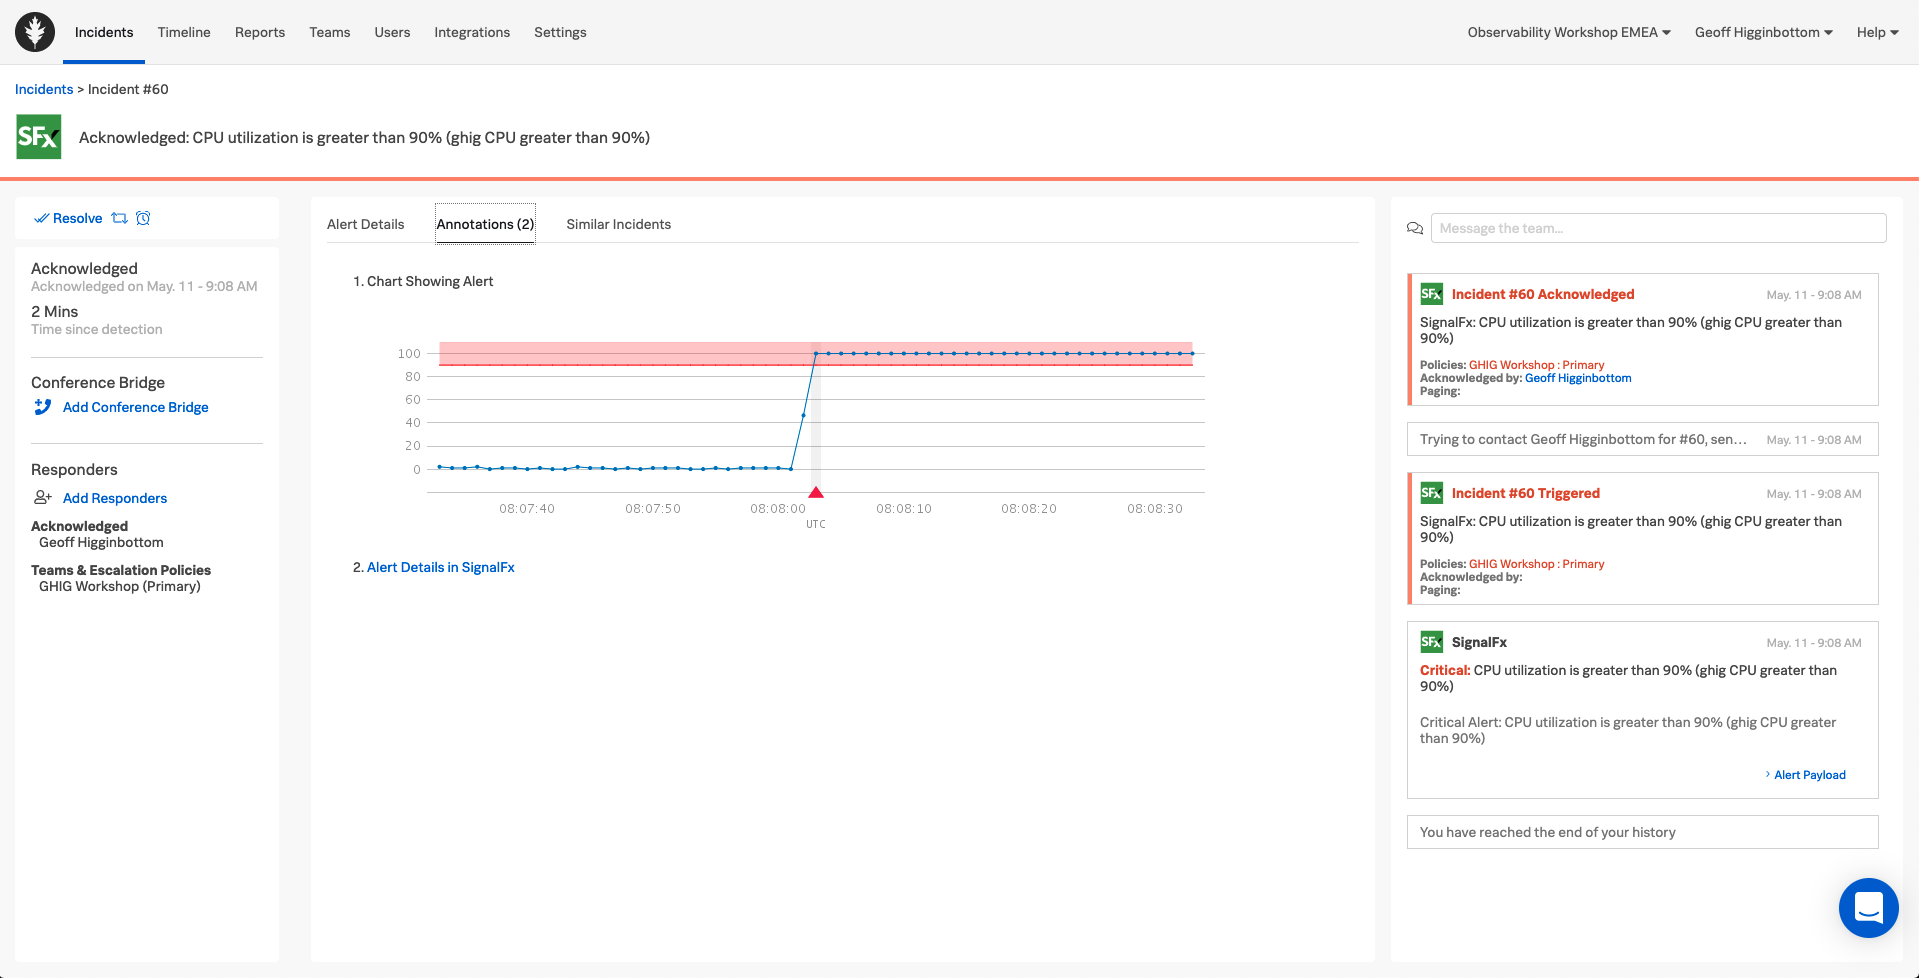 Incidents Timeline Reports Teams Users Integrations Settings Observability Workshop EMEA Geoff Higginbottom Help
Incidents > Incident #60
SFx Acknowledged: CPU utilization is greater than 90% (ghig CPU greater than 90%)
Resolve
Acknowledged
Acknowledged on May. 11 - 9:08 AM
2 Mins
Time since detection
Conference Bridge
Add Conference Bridge
Responders
Add Responders
Acknowledged
Geoff Higginbottom
Teams & Escalation Policies
GHIG Workshop (Primary)
Alert Details Annotations (2) Similar Incidents
1. Chart Showing Alert
100
80
60
40
20
0
08:07:40 08:07:50 08:08:00 08:08:10 08:08:20 08:08:30
UTC
2. Alert Details in SignalFx
Message the team...
SFx Incident #60 Acknowledged May. 11 - 9:08 AM
SignalFx: CPU utilization is greater than 90% (ghig CPU greater than
90%)
Policies: GHIG Workshop : Primary
Acknowledged by: Geoff Higginbottom
Paging:
Trying to contact Geoff Higginbottom for #60, sen... May. 11 - 9:08 AM
SFx Incident #60 Triggered May. 11 - 9:08 AM
SignalFx: CPU utilization is greater than 90% (ghig CPU greater than
90%)
Policies: GHIG Workshop : Primary
Acknowledged by:
Paging:
SFx SignalFx May. 11 - 9:08 AM
Critical: CPU utilization is greater than 90% (ghig CPU greater than
90%)
Critical Alert: CPU utilization is greater than 90% (ghig CPU greater
than 90%)
› Alert Payload
You have reached the end of your history